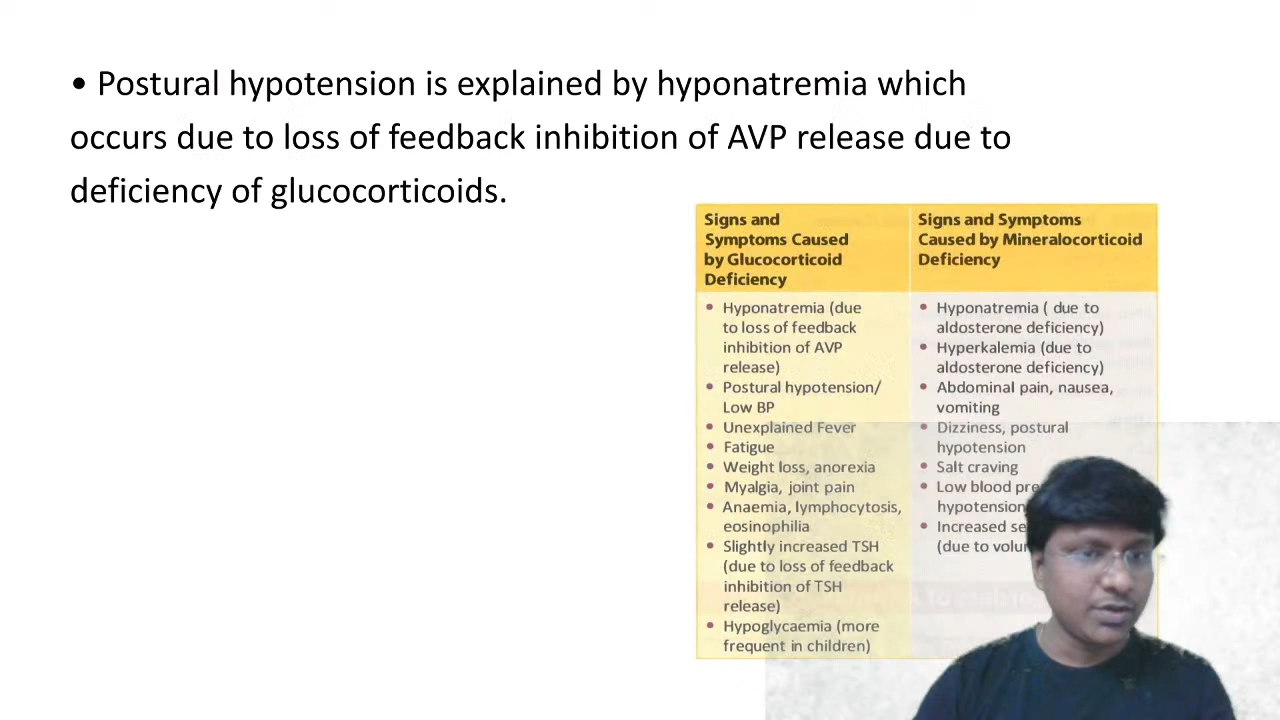 • Postural hypotension is explained by hyponatremia which
occurs due to loss of feedback inhibition of AVP release due to
deficiency of glucocorticoids.
Signs and
Symptoms Caused
by Glucocorticoid
Deficiency
• Hyponatremia (due
to loss of feedback
inhibition of AVP
release)
• Postural hypotension/
Low BP
• Unexplained Fever
• Fatigue
• Weight loss, anorexia
• Myalgia, joint pain
• Anaemia, lymphocytosis,
eosinophilia
• Slightly increased TSH
(due to loss of feedback
inhibition of TSH
release)
• Hypoglycaemia (more
frequent in children)
Signs and Symptoms
Caused by Mineralocorticoid
Deficiency
• Hyponatremia ( due to
aldosterone deficiency)
• Hyperkalemia (due to
aldosterone deficiency)
• Abdominal pain, nausea,
vomiting
• Dizziness, postural
hypotension
• Salt craving
• Low blood
hypotension
• Increased
(due to